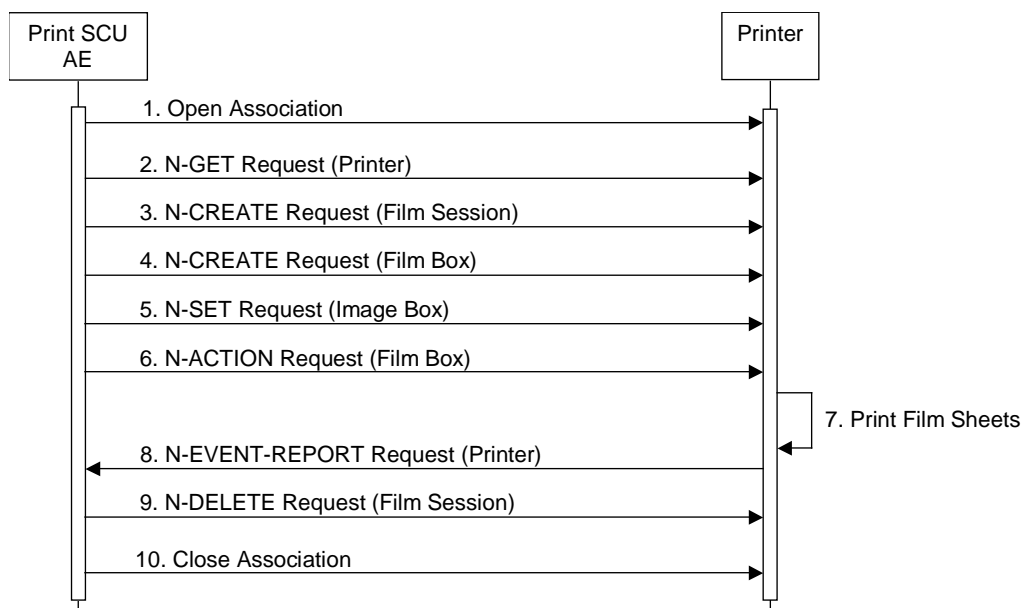 Print SCU
AE
Printer
1. Open Association
2. N-GET Request (Printer)
3. N-CREATE Request (Film Session)
4. N-CREATE Request (Film Box)
5. N-SET Request (Image Box)
6. N-ACTION Request (Film Box)
7. Print Film Sheets
8. N-EVENT-REPORT Request (Printer)
9. N-DELETE Request (Film Session)
10. Close Association